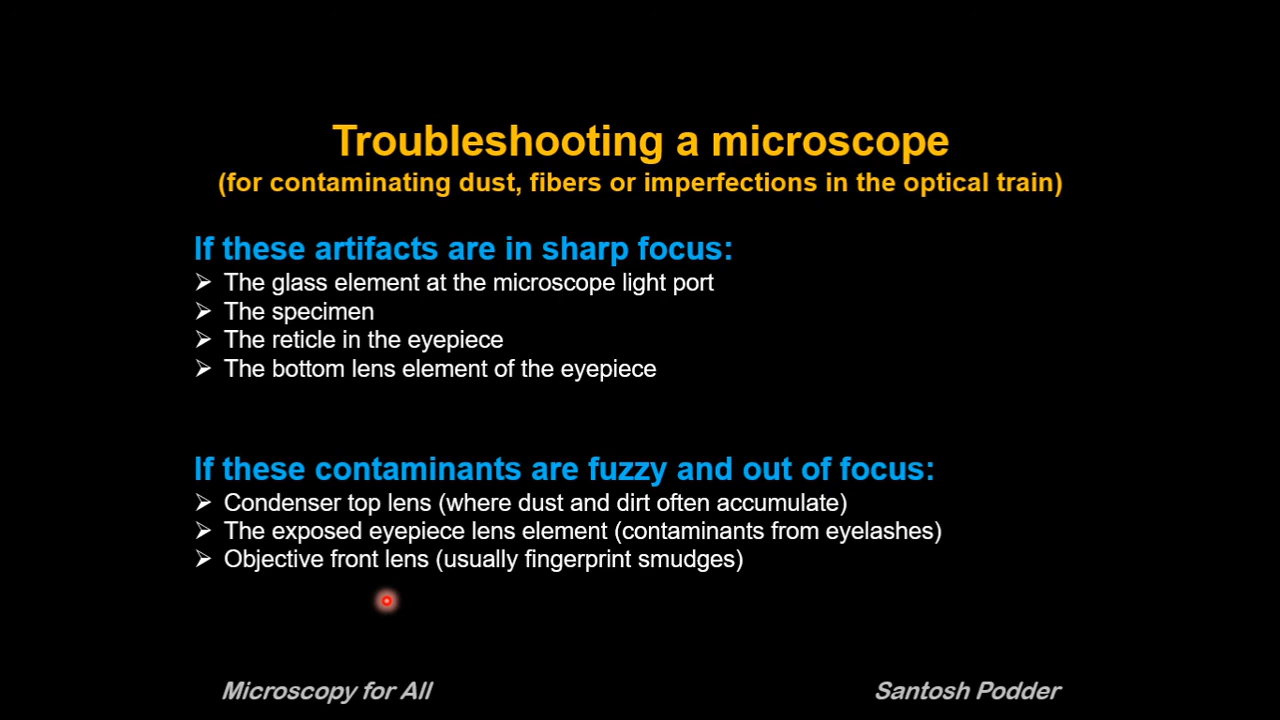 Troubleshooting a microscope
(for contaminating dust, fibers or imperfections in the optical train)
If these artifacts are in sharp focus:
➢ The glass element at the microscope light port
➢ The specimen
➢ The reticle in the eyepiece
➢ The bottom lens element of the eyepiece
If these contaminants are fuzzy and out of focus:
➢ Condenser top lens (where dust and dirt often accumulate)
➢ The exposed eyepiece lens element (contaminants from eyelashes)
➢ Objective front lens (usually fingerprint smudges)
Microscopy for All
Santosh Podder